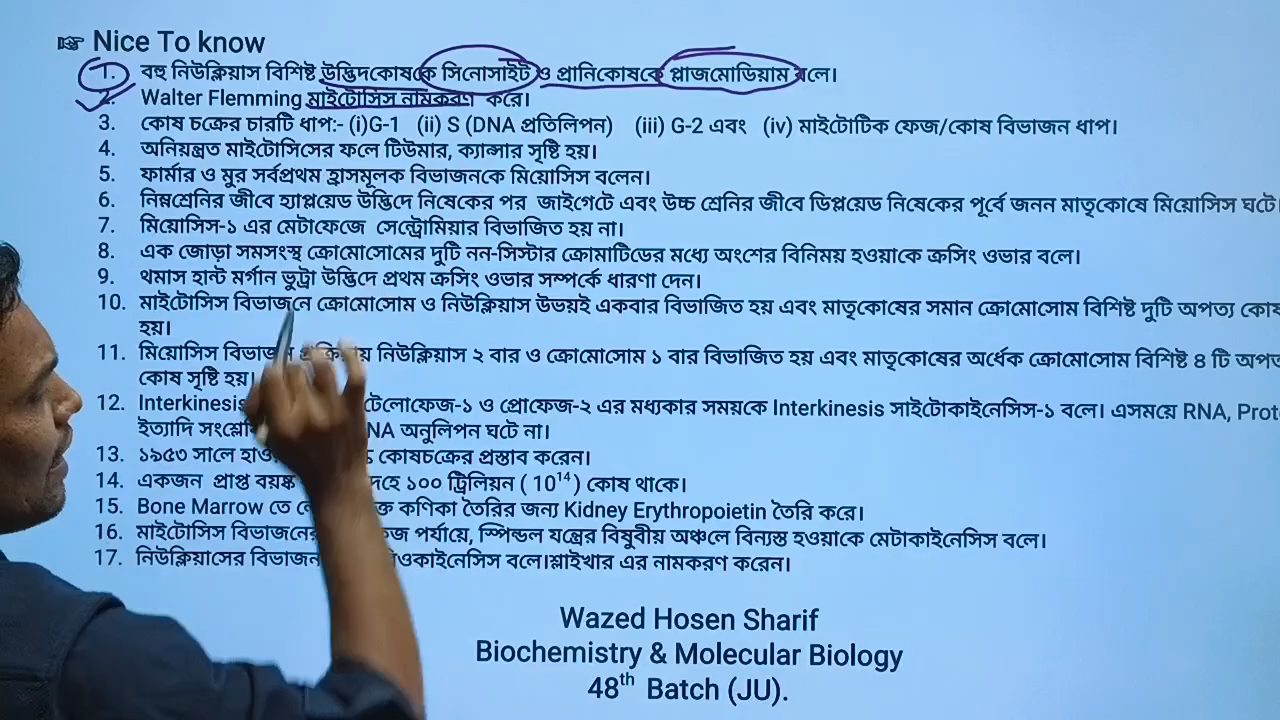 ☞ Nice To know
1. বহু নিউক্লিয়াস বিশিষ্ট উদ্ভিদকোষকে সিনোসাইট ও প্রানিকোষকে প্লাজমোডিয়াম বলে।
2. Walter Flemming মাইটোসিস নামকরণ করে।
3. কোষ চক্রের চারটি ধাপ:- (i)G-1 (ii) S (DNA প্রতিলিপন) (iii) G-2 এবং (iv) মাইটোটিক ফেজ/কোষ বিভাজন ধাপ।
4. অনিয়ন্ত্রত মাইটোসিসের ফলে টিউমার, ক্যান্সার সৃষ্টি হয়।
5. ফার্মার ও মুর সর্বপ্রথম হ্রাসমূলক বিভাজনকে মিয়োসিস বলেন।
6. নিম্নশ্রেনির জীবে হ্যাপ্লয়েড উদ্ভিদে নিষেকের পর জাইগেটে এবং উচ্চ শ্রেনির জীবে ডিপ্লয়েড নিষেকের পূর্বে জনন মাতৃকোষে মিয়োসিস ঘটে।
7. মিয়োসিস-১ এর মেটাফেজে সেন্ট্রোমিয়ার বিভাজিত হয় না।
8. এক জোড়া সমসংস্থ ক্রোমোসোমের দুটি নন-সিস্টার ক্রোমাটিডের মধ্যে অংশের বিনিময় হওয়াকে ক্রসিং ওভার বলে।
9. থমাস হান্ট মর্গান ভুট্রা উদ্ভিদে প্রথম ক্রসিং ওভার সম্পর্কে ধারণা দেন।
10. মাইটোসিস বিভাজনে ক্রোমোসোম ও নিউক্লিয়াস উভয়ই একবার বিভাজিত হয় এবং মাতৃকোষের সমান ক্রোমোসোম বিশিষ্ট দুটি অপত্য কোষ
হয়।
11. মিয়োসিস বিভাজন প্রক্রিয়ায় নিউক্লিয়াস ২ বার ও ক্রোমোসোম ১ বার বিভাজিত হয় এবং মাতৃকোষের অর্ধেক ক্রোমোসোম বিশিষ্ট ৪ টি অপত
কোষ সৃষ্টি হয়।
12. Interkinesis টেলোফেজ-১ ও প্রোফেজ-২ এর মধ্যকার সময়কে Interkinesis সাইটোকাইনেসিস-১ বলে। এসময়ে RNA, Prot
ইত্যাদি NA অনুলিপন ঘটে না।
13. ১৯৫৩ সালে কোষচক্রের প্রস্তাব করেন।
14. একজন প্রাপ্ত বয়ষ্ক দেহে ১০০ ট্রিলিয়ন ( 10¹⁴) কোষ থাকে।
15. Bone Marrow তে কণিকা তৈরির জন্য Kidney Erythropoietin তৈরি করে।
16. মাইটোসিস বিভাজনের পর্যায়ে, স্পিন্ডল যন্ত্রের বিষুবীয় অঞ্চলে বিন্যস্ত হওয়াকে মেটাকাইনেসিস বলে।
17. নিউক্লিয়াসের বিভাজন বলে।শ্লাইখার এর নামকরণ করেন।
Wazed Hosen Sharif
Biochemistry & Molecular Biology
48th Batch (JU).